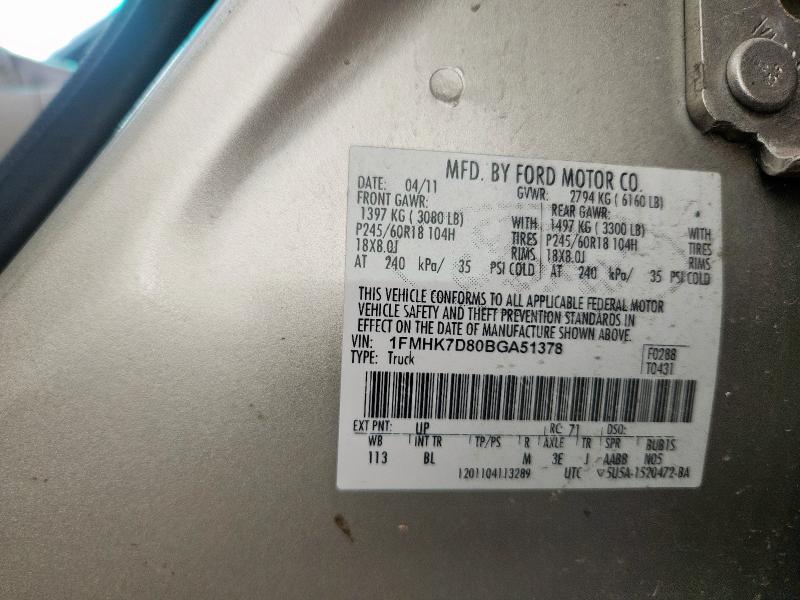 MFD. BY FORD MOTOR CO.
DATE: 04/11 GVWR: 2794 KG ( 6160 LB)
FRONT GAWR: REAR GAWR:
1397 KG ( 3080 LB) WITH 1497 KG ( 3300 LB) WITH
P245/60R18 104H TIRES P245/60R18 104H TIRES
18X8.0J RIMS 18X8.0J RIMS
AT 240 kPa/ 35 PSI COLD AT 240 kPa/ 35 PSI COLD
THIS VEHICLE CONFORMS TO ALL APPLICABLE FEDERAL MOTOR
VEHICLE SAFETY AND THEFT PREVENTION STANDARDS IN
EFFECT ON THE DATE OF MANUFACTURE SHOWN ABOVE.
VIN: 1FMHK7D80BGA51378
TYPE: Truck
F0288
T0431
EXT PNT: UP RC: 71 DSO:
WB INT TR TP/PS R AXLE TR SPR BUB1S
113 BL M 3E J AABB N05
1201104113289 UTC ▽5U5A-1520472-BA